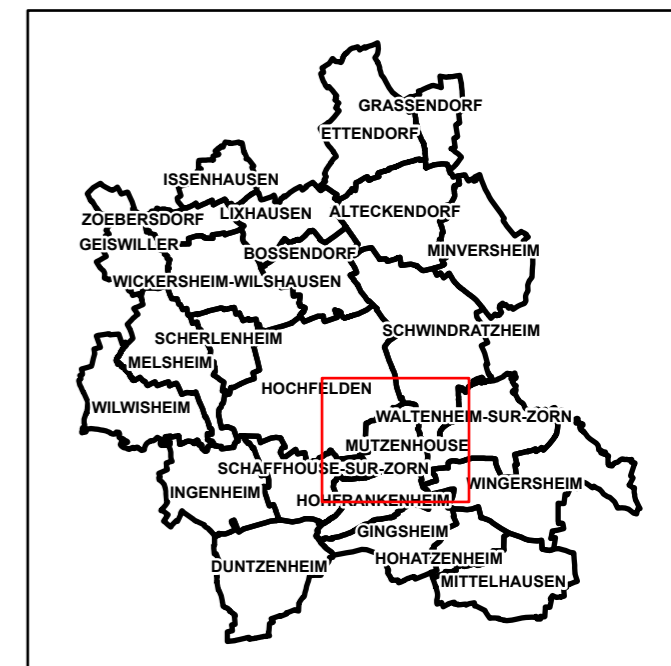 GRASSENDORF
ETTENDORF
ISSENHAUSEN
ZOEBERSDORF
LIXHAUSEN
ALTECKENDORF
GEISWILLER
BOSSENDORF
MINVERSHEIM
WICKERSHEIM-WILSHAUSEN
SCHWINDRATZHEIM
SCHERLENHEIM
MELSHEIM
HOCHFELDEN
WILWISHEIM
WALTENHEIM-SUR-ZORN
MUTZENHOUSE
SCHAFFHOUSE-SUR-ZORN
WINGERSHEIM
INGENHEIM
HOHFRANKENHEIM
GINGSHEIM
HOHATZENHEIM
DUNTZENHEIM
MITTELHAUSEN